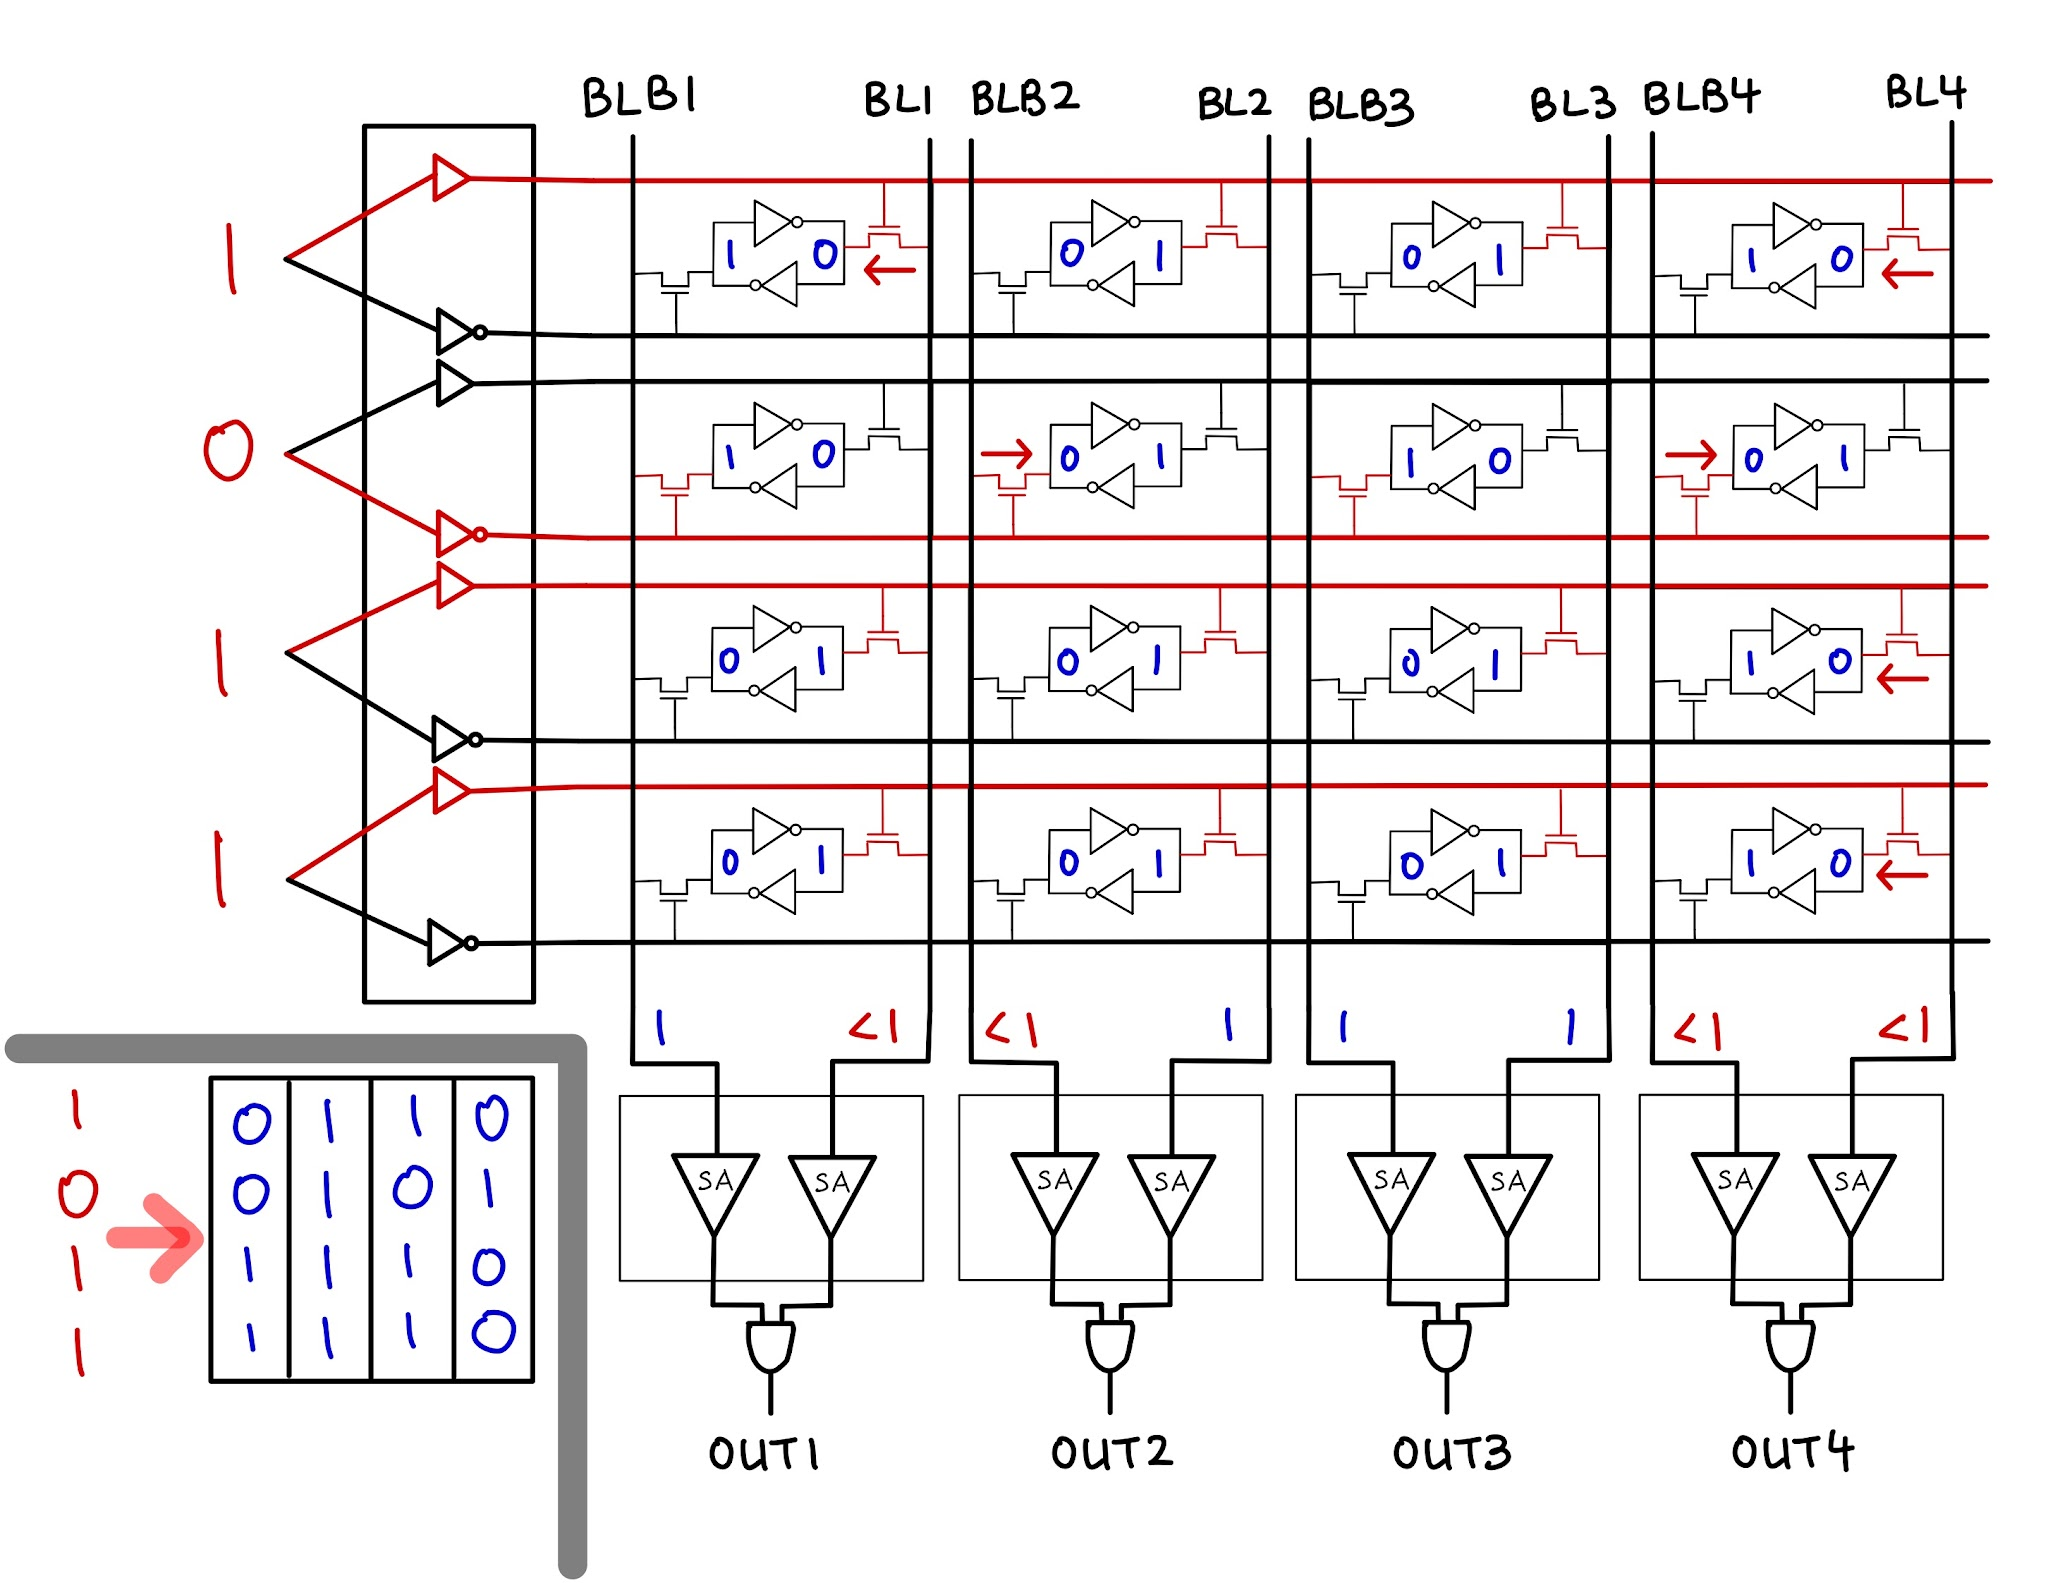 BLB1 BL1 BLB2 BL2 BLB3 BL3 BLB4 BL4
1 1 0 0 1 0 1 1 0
0 1 0 0 1 1 0 0 1
1 0 1 0 1 0 1 1 0
1 0 1 0 1 0 1 1 0
1 <1 <1 1 1 1 <1 <1
SA SA SA SA SA SA SA SA
OUT1 OUT2 OUT3 OUT4
1 0 1 1 0
0 0 1 0 1
1 1 1 1 0
1 1 1 1 0